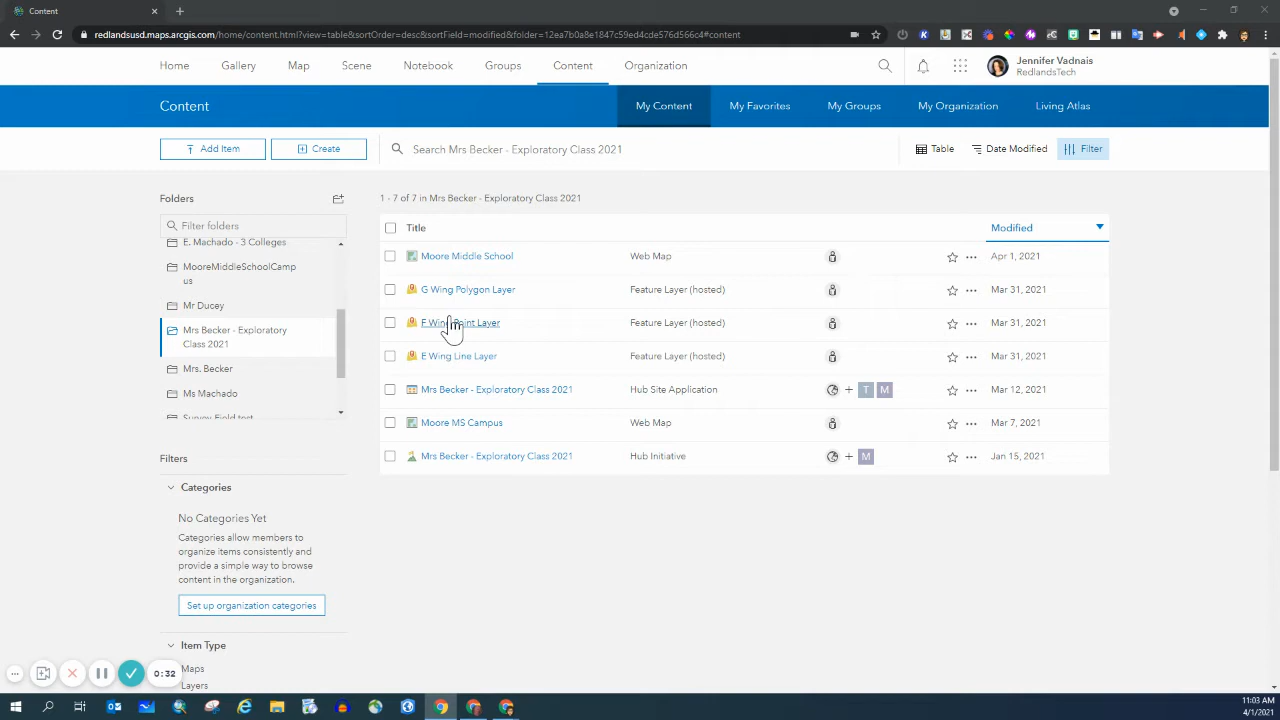 Content
redlandsusd.maps.arcgis.com/home/content.html?view=table&sortOrder=desc&sortField=modified&folder=12ea7b0a8e1847c59ed4cde576d566c4#content
Home Gallery Map Scene Notebook Groups Content Organization Jennifer Vadnais
RedlandsTech
Content My Content My Favorites My Groups My Organization Living Atlas
Add Item Create Search Mrs Becker - Exploratory Class 2021 Table Date Modified Filter
Folders
1 - 7 of 7 in Mrs Becker - Exploratory Class 2021
Filter folders
Title Modified
E. Machado - 3 Colleges
MooreMiddleSchoolCamp
us
Mr Ducey
Mrs Becker - Exploratory
Class 2021
Mrs. Becker
Ms Machado
Survey Field test
Moore Middle School Web Map Apr 1, 2021
G Wing Polygon Layer Feature Layer (hosted) Mar 31, 2021
F Wing Point Layer Feature Layer (hosted) Mar 31, 2021
E Wing Line Layer Feature Layer (hosted) Mar 31, 2021
Mrs Becker - Exploratory Class 2021 Hub Site Application + T M Mar 12, 2021
Moore MS Campus Web Map Mar 7, 2021
Mrs Becker - Exploratory Class 2021 Hub Initiative + M Jan 15, 2021
Filters
Categories
No Categories Yet
Categories allow members to
organize items consistently and
provide a simple way to browse
content in the organization.
Set up organization categories
Item Type
Maps
Layers
0:32
11:03 AM
4/1/2021